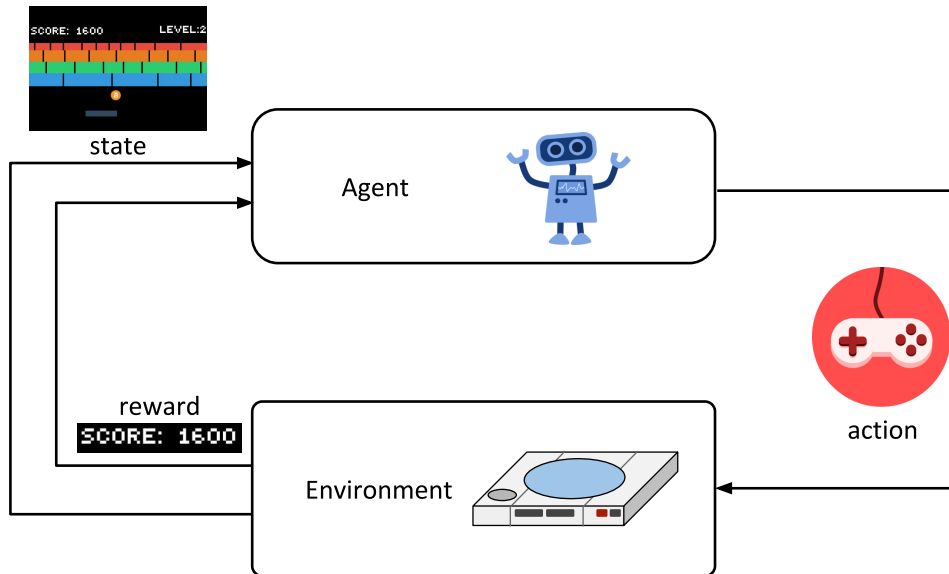 SCORE: 1600 LEVEL:2
state
Agent
reward
SCORE: 1600
action
Environment